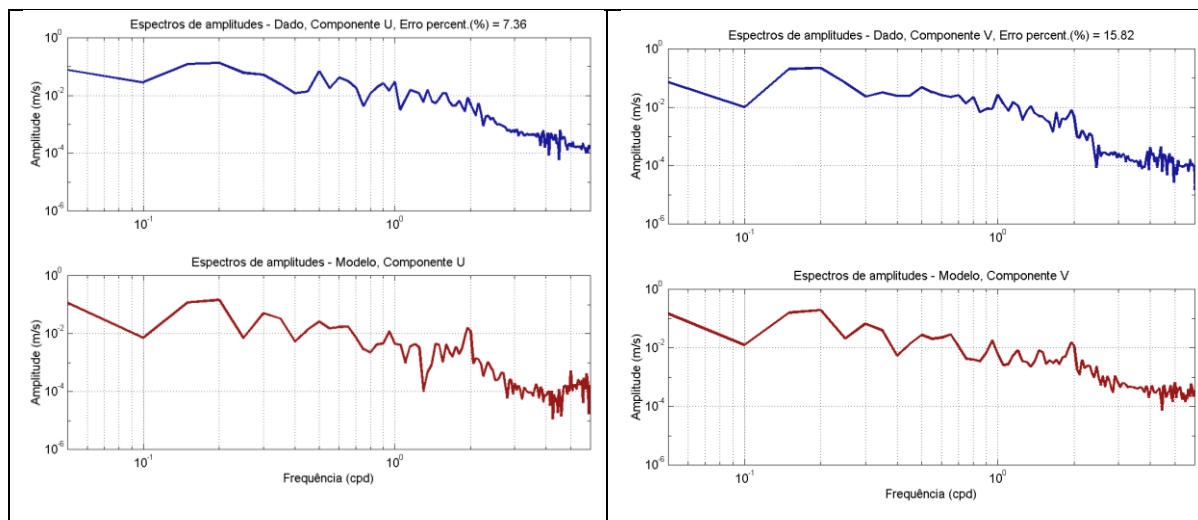 Espectros de amplitudes - Dado, Componente U, Erro percent.(%) = 7.36
Amplitude (m/s)
10^0
10^-2
10^-4
10^-6
10^-1
10^0
Espectros de amplitudes - Modelo, Componente U
Amplitude (m/s)
10^0
10^-2
10^-4
10^-6
10^-1
10^0
Frequência (cpd)
Espectros de amplitudes - Dado, Componente V, Erro percent.(%) = 15.82
Amplitude (m/s)
10^0
10^-2
10^-4
10^-6
10^-1
10^0
Espectros de amplitudes - Modelo, Componente V
Amplitude (m/s)
10^0
10^-2
10^-4
10^-6
10^-1
10^0
Frequência (cpd)